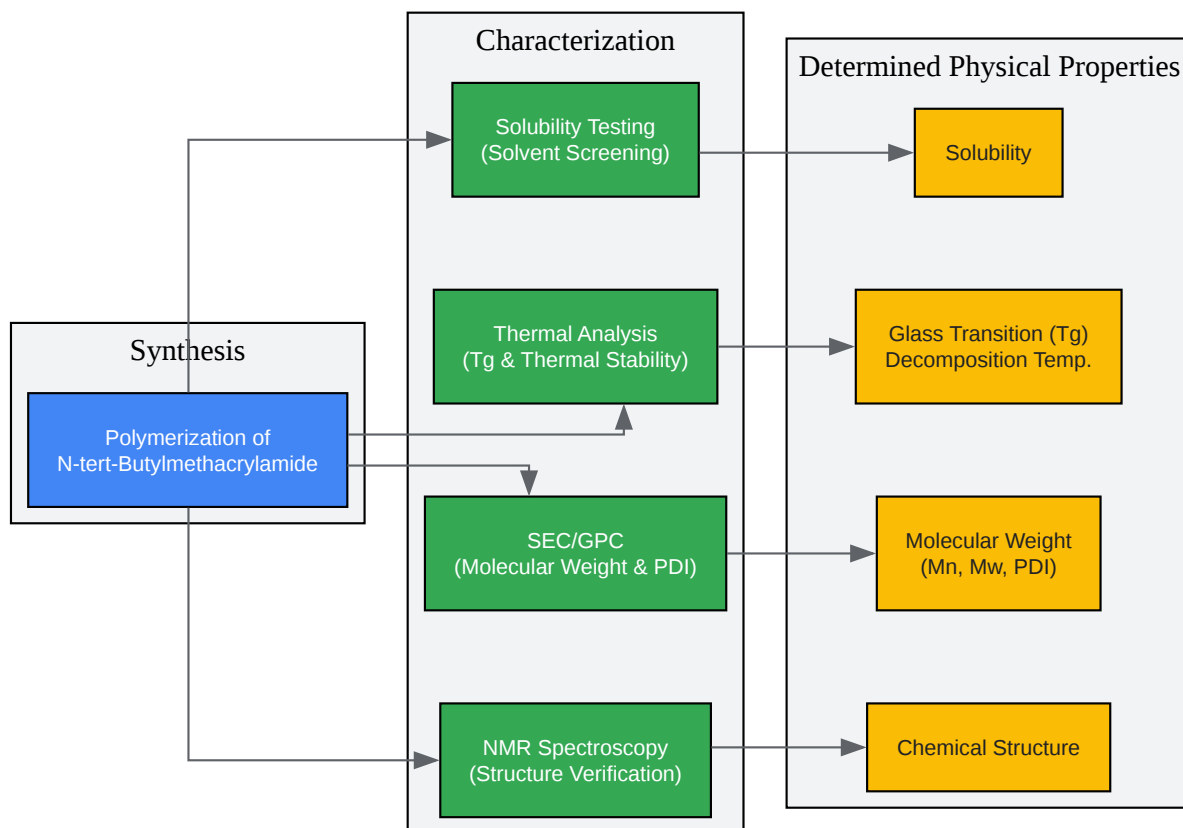 Synthesis
Polymerization of
N-tert-Butylmethacrylamide
Characterization
Solubility Testing
(Solvent Screening)
Thermal Analysis
(Tg & Thermal Stability)
SEC/GPC
(Molecular Weight & PDI)
NMR Spectroscopy
(Structure Verification)
Determined Physical Properties
Solubility
Glass Transition (Tg)
Decomposition Temp.
Molecular Weight
(Mn, Mw, PDI)
Chemical Structure